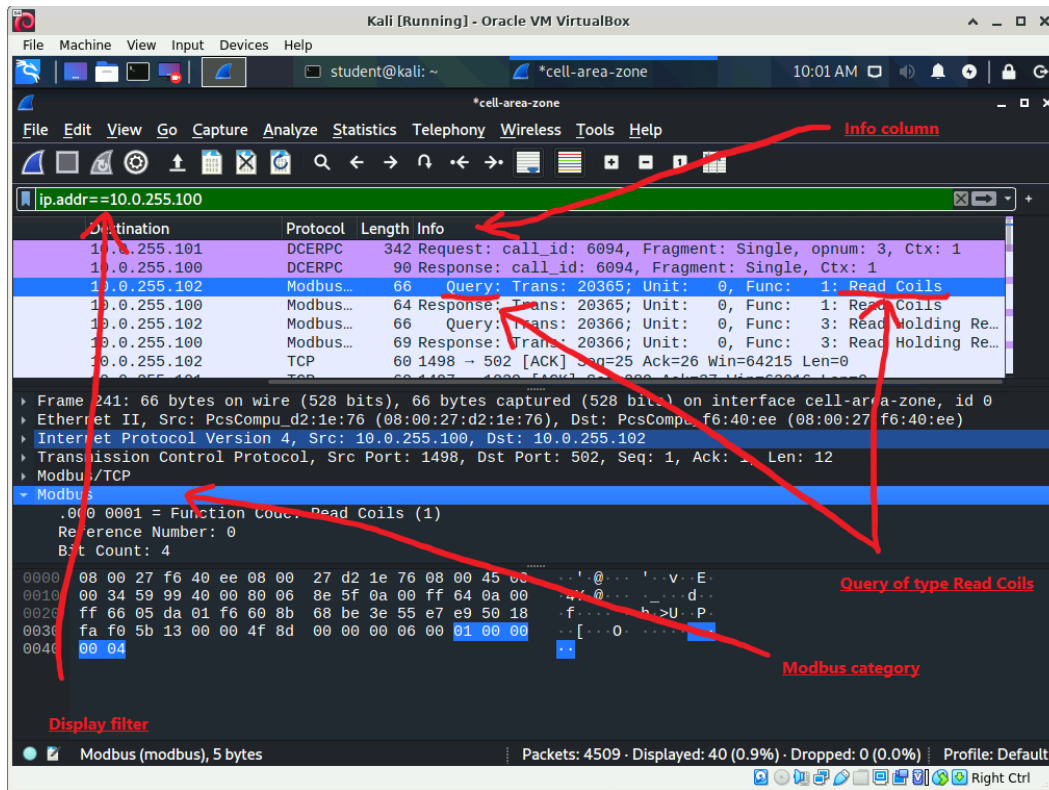 Kali [Running] - Oracle VM VirtualBox
File Machine View Input Devices Help
student@kali: ~ *cell-area-zone 10:01 AM
*cell-area-zone
File Edit View Go Capture Analyze Statistics Telephony Wireless Tools Help
Info column
ip.addr==10.0.255.100
Destination Protocol Length Info
10.0.255.101 DCERPC 342 Request: call_id: 6094, Fragment: Single, opnum: 3, Ctx: 1
10.0.255.100 DCERPC 90 Response: call_id: 6094, Fragment: Single, Ctx: 1
10.0.255.102 Modbus… 66 Query: Trans: 20365; Unit: 0, Func: 1: Read Coils
10.0.255.100 Modbus… 64 Response: Trans: 20365; Unit: 0, Func: 1: Read Coils
10.0.255.102 Modbus… 66 Query: Trans: 20366; Unit: 0, Func: 3: Read Holding Re…
10.0.255.100 Modbus… 69 Response: Trans: 20366; Unit: 0, Func: 3: Read Holding Re…
10.0.255.102 TCP 60 1498 → 502 [ACK] Seq=25 Ack=26 Win=64215 Len=0
Frame 241: 66 bytes on wire (528 bits), 66 bytes captured (528 bits) on interface cell-area-zone, id 0
Ethernet II, Src: PcsCompu_d2:1e:76 (08:00:27:d2:1e:76), Dst: PcsCompu_f6:40:ee (08:00:27:f6:40:ee)
Internet Protocol Version 4, Src: 10.0.255.100, Dst: 10.0.255.102
Transmission Control Protocol, Src Port: 1498, Dst Port: 502, Seq: 1, Ack: 1, Len: 12
Modbus/TCP
Modbus
.000 0001 = Function Code: Read Coils (1)
Reference Number: 0
Bit Count: 4
0000 08 00 27 f6 40 ee 08 00 27 d2 1e 76 08 00 45 00 ··'·@··· '··v··E·
0010 00 34 59 99 40 00 80 06 8e 5f 0a 00 ff 64 0a 00 ·4Y·@··· ·_···d··
0020 ff 66 05 da 01 f6 60 8b 68 be 3e 55 e7 e9 50 18 ·f····`· h·>U··P·
0030 fa f0 5b 13 00 00 4f 8d 00 00 00 06 00 01 00 00 ··[···O· ········
0040 00 04 ··
Query of type Read Coils
Modbus category
Display filter
Modbus (modbus), 5 bytes Packets: 4509 · Displayed: 40 (0.9%) · Dropped: 0 (0.0%) Profile: Default
Right Ctrl